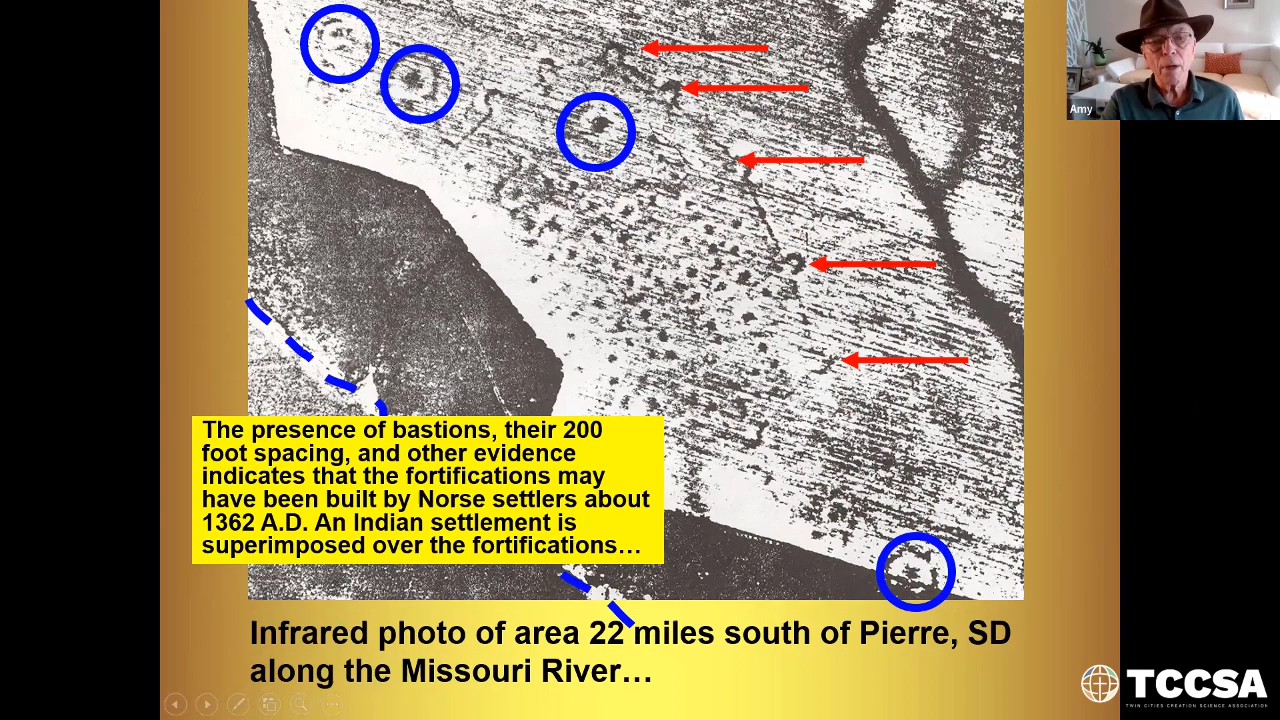 Amy
The presence of bastions, their 200
foot spacing, and other evidence
indicates that the fortifications may
have been built by Norse settlers about
1362 A.D. An Indian settlement is
superimposed over the fortifications…
Infrared photo of area 22 miles south of Pierre, SD
along the Missouri River…
TCCSA
TWIN CITIES CREATION SCIENCE ASSOCIATION